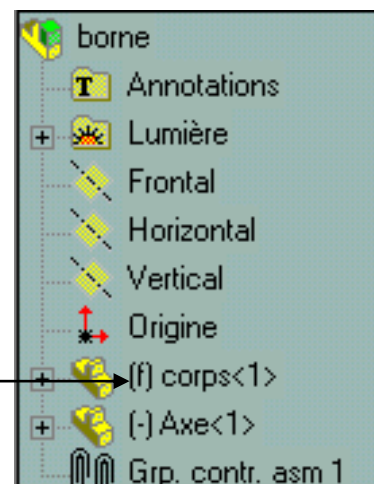 borne
Annotations
Lumière
Frontal
Horizontal
Vertical
Origine
(f) corps<1>
(-) Axe<1>
Grp. contr. asm 1